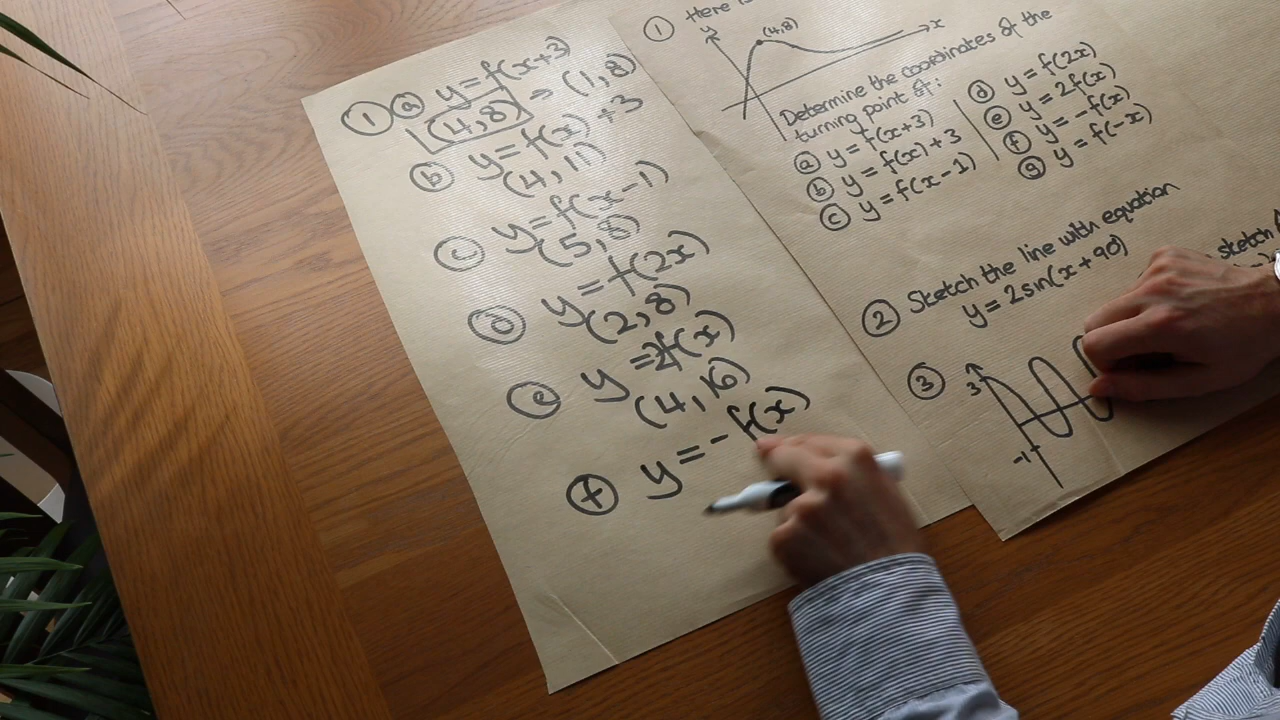 ① ⓐ y = f(x+3)
(4,8) → (1,8)
ⓑ y = f(x) + 3
(4,11)
ⓒ y = f(x-1)
(5,8)
ⓓ y = f(2x)
(2,8)
ⓔ y = 2f(x)
(4,16)
ⓕ y = -f(x)
① Here is
y
(4,8)
x
Determine the coordinates of the
turning point of:
ⓐ y = f(x+3)
ⓑ y = f(x) + 3
ⓒ y = f(x-1)
ⓓ y = f(2x)
ⓔ y = 2f(x)
ⓕ y = -f(x)
ⓖ y = f(-x)
② Sketch the line with equation
y = 2sin(x+90)
③
3
-1
sketch